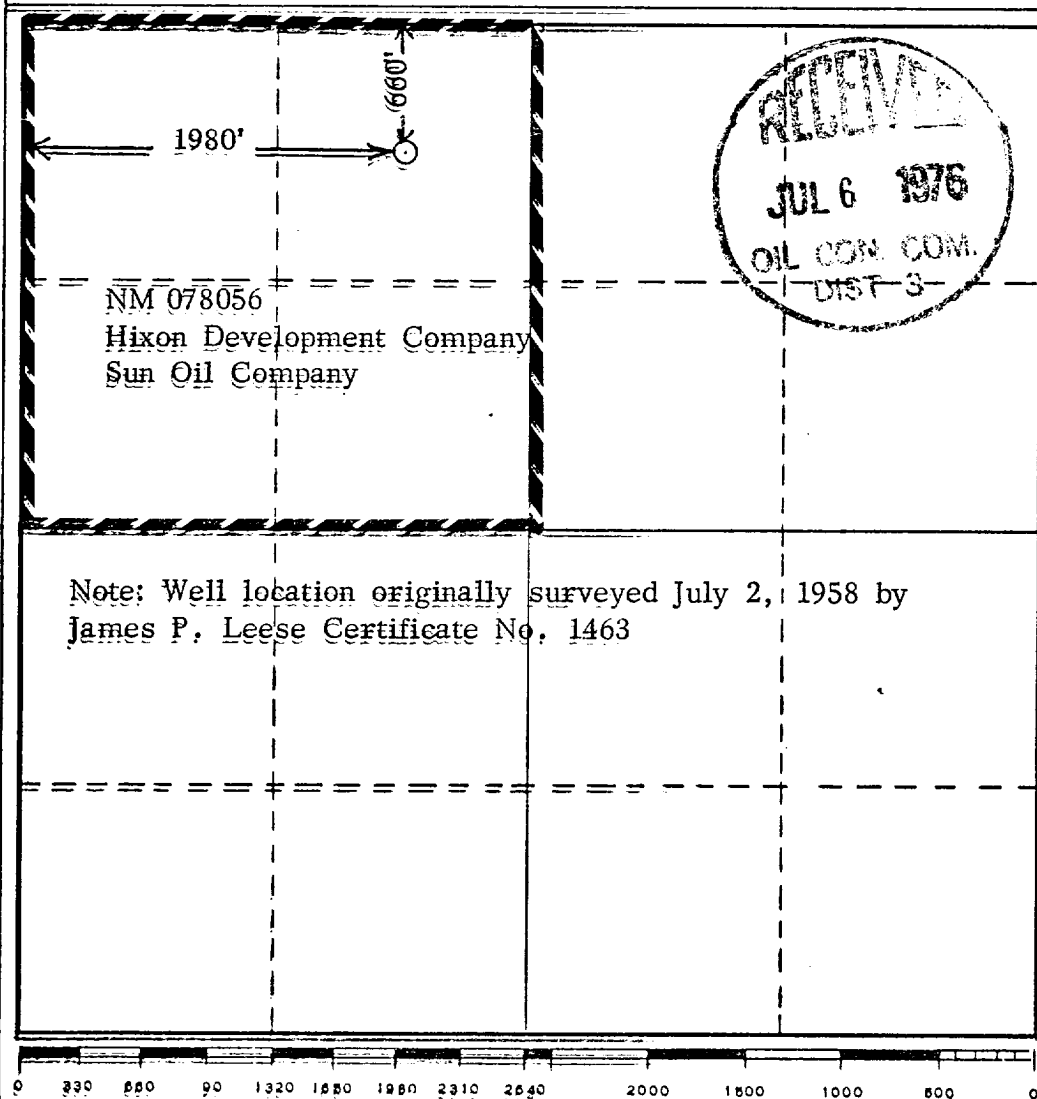 660'
1980'
RECEIVED
JUL 6 1976
OIL CON. COM.
DIST 3
NM 078056
Hixon Development Company
Sun Oil Company
Note: Well location originally surveyed July 2, 1958 by
James P. Leese Certificate No. 1463
0 330 660 90 1320 1650 1980 2310 2640 2000 1500 1000 500 0